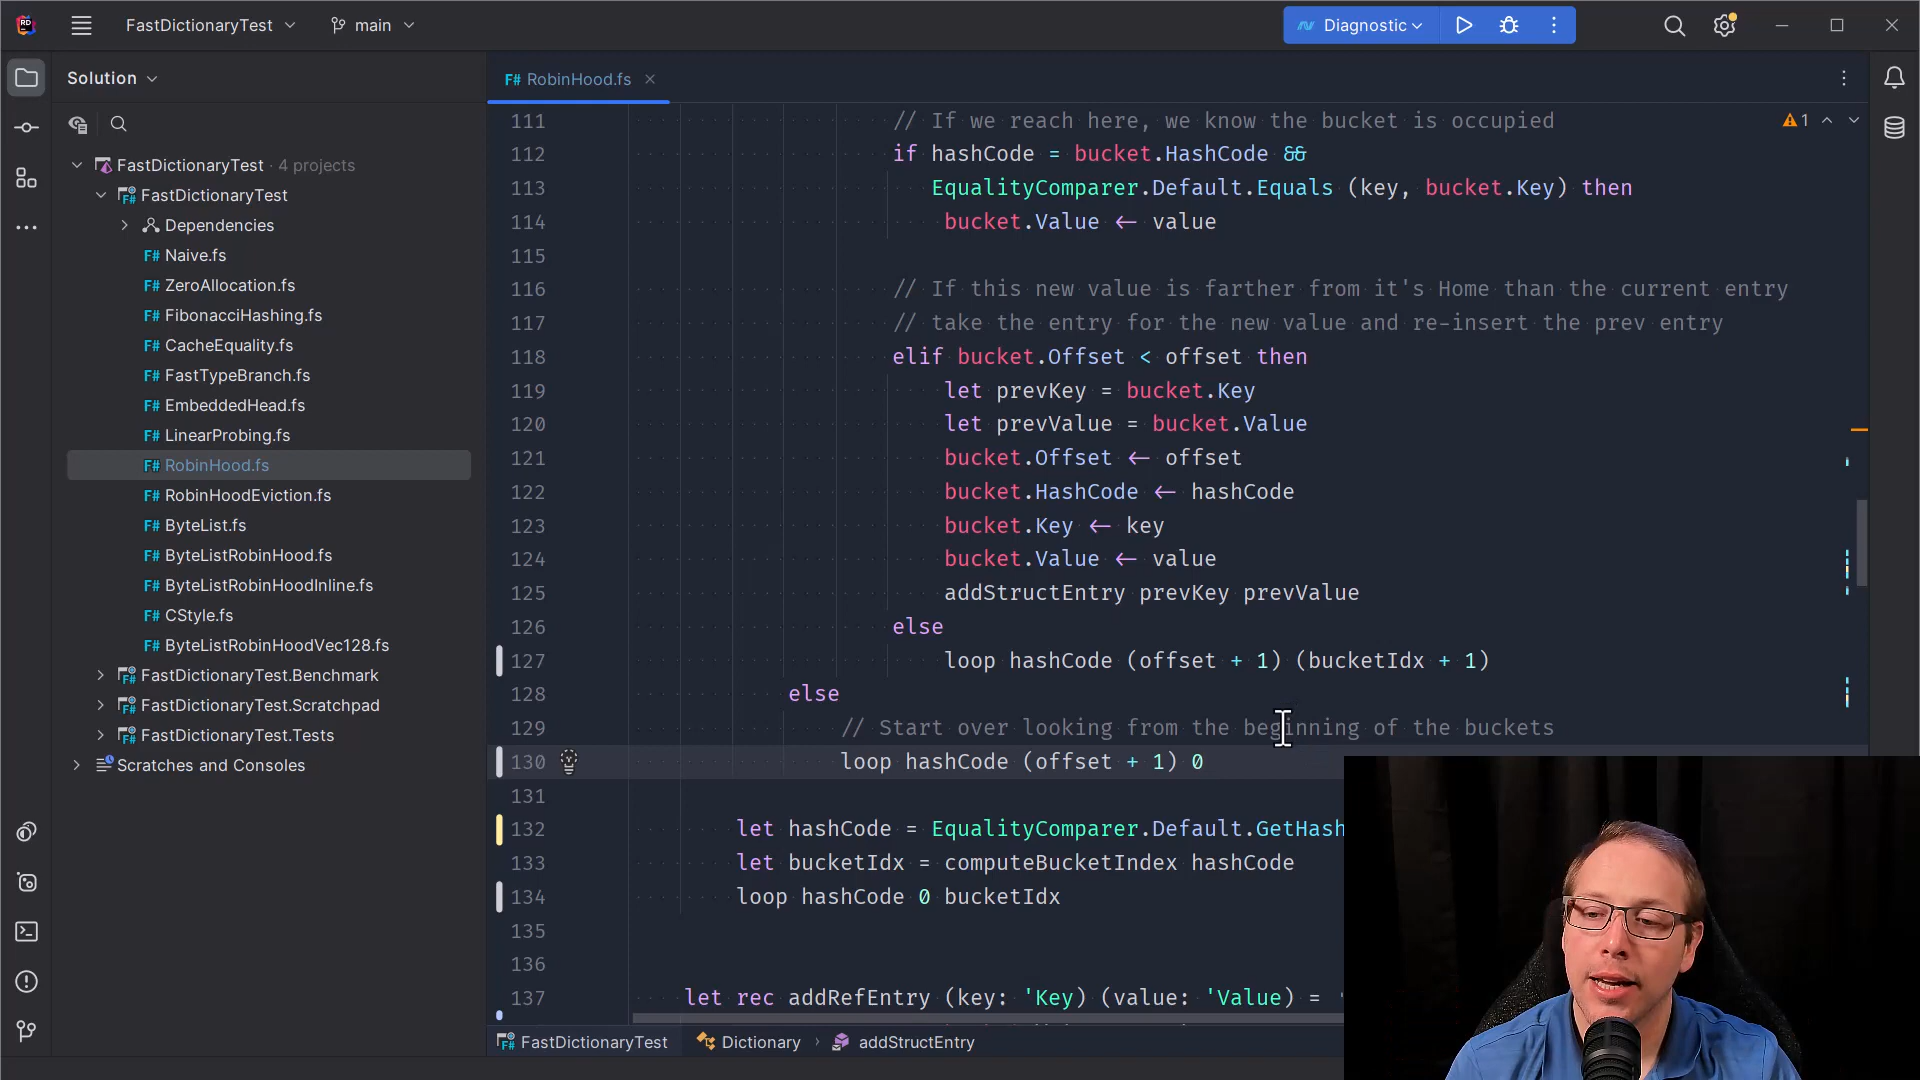 FastDictionaryTest
main
Diagnostic
Solution
RobinHood.fs
FastDictionaryTest 4 projects
FastDictionaryTest
Dependencies
F# Naive.fs
F# ZeroAllocation.fs
F# FibonacciHashing.fs
F# CacheEquality.fs
F# FastTypeBranch.fs
F# EmbeddedHead.fs
F# LinearProbing.fs
F# RobinHood.fs
F# RobinHoodEviction.fs
F# ByteList.fs
F# ByteListRobinHood.fs
F# ByteListRobinHoodInline.fs
F# CStyle.fs
F# ByteListRobinHoodVec128.fs
FastDictionaryTest.Benchmark
FastDictionaryTest.Scratchpad
FastDictionaryTest.Tests
Scratches and Consoles
111 // If we reach here, we know the bucket is occupied
112 if hashCode = bucket.HashCode &&
113 EqualityComparer.Default.Equals (key, bucket.Key) then
114 bucket.Value <- value
115
116 // If this new value is farther from it's Home than the current entry
117 // take the entry for the new value and re-insert the prev entry
118 elif bucket.Offset < offset then
119 let prevKey = bucket.Key
120 let prevValue = bucket.Value
121 bucket.Offset <- offset
122 bucket.HashCode <- hashCode
123 bucket.Key <- key
124 bucket.Value <- value
125 addStructEntry prevKey prevValue
126 else
127 loop hashCode (offset + 1) (bucketIdx + 1)
128 else
129 // Start over looking from the beginning of the buckets
130 loop hashCode (offset + 1) 0
131
132 let hashCode = EqualityComparer.Default.GetHash
133 let bucketIdx = computeBucketIndex hashCode
134 loop hashCode 0 bucketIdx
135
136
137 let rec addRefEntry (key: 'Key) (value: 'Value) =
1
FastDictionaryTest Dictionary › addStructEntry